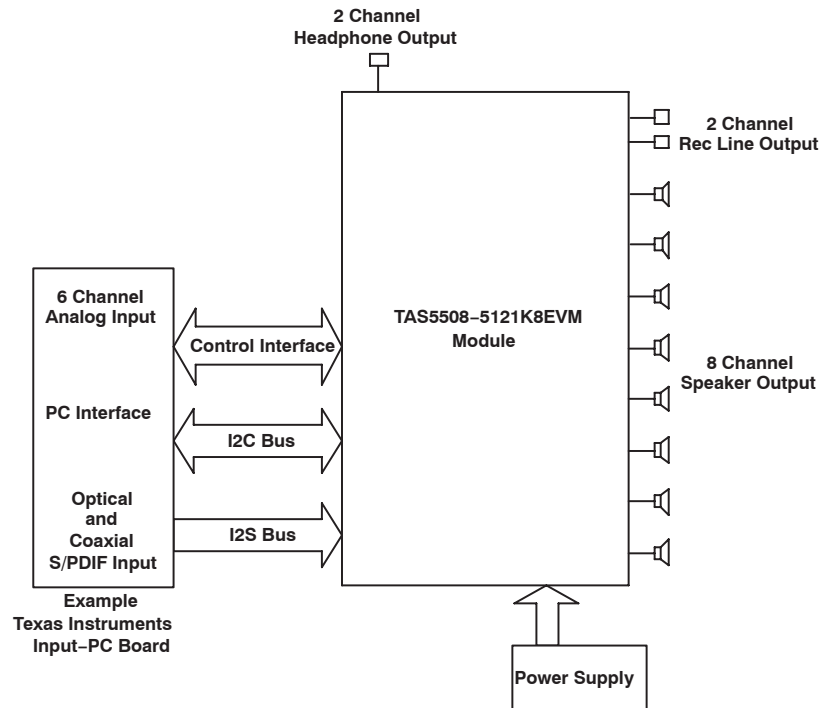 2 Channel
Headphone Output
2 Channel
Rec Line Output
6 Channel
Analog Input
Control Interface
TAS5508−5121K8EVM
Module
8 Channel
Speaker Output
PC Interface
I2C Bus
Optical
and
Coaxial
S/PDIF Input
I2S Bus
Example
Texas Instruments
Input−PC Board
Power Supply